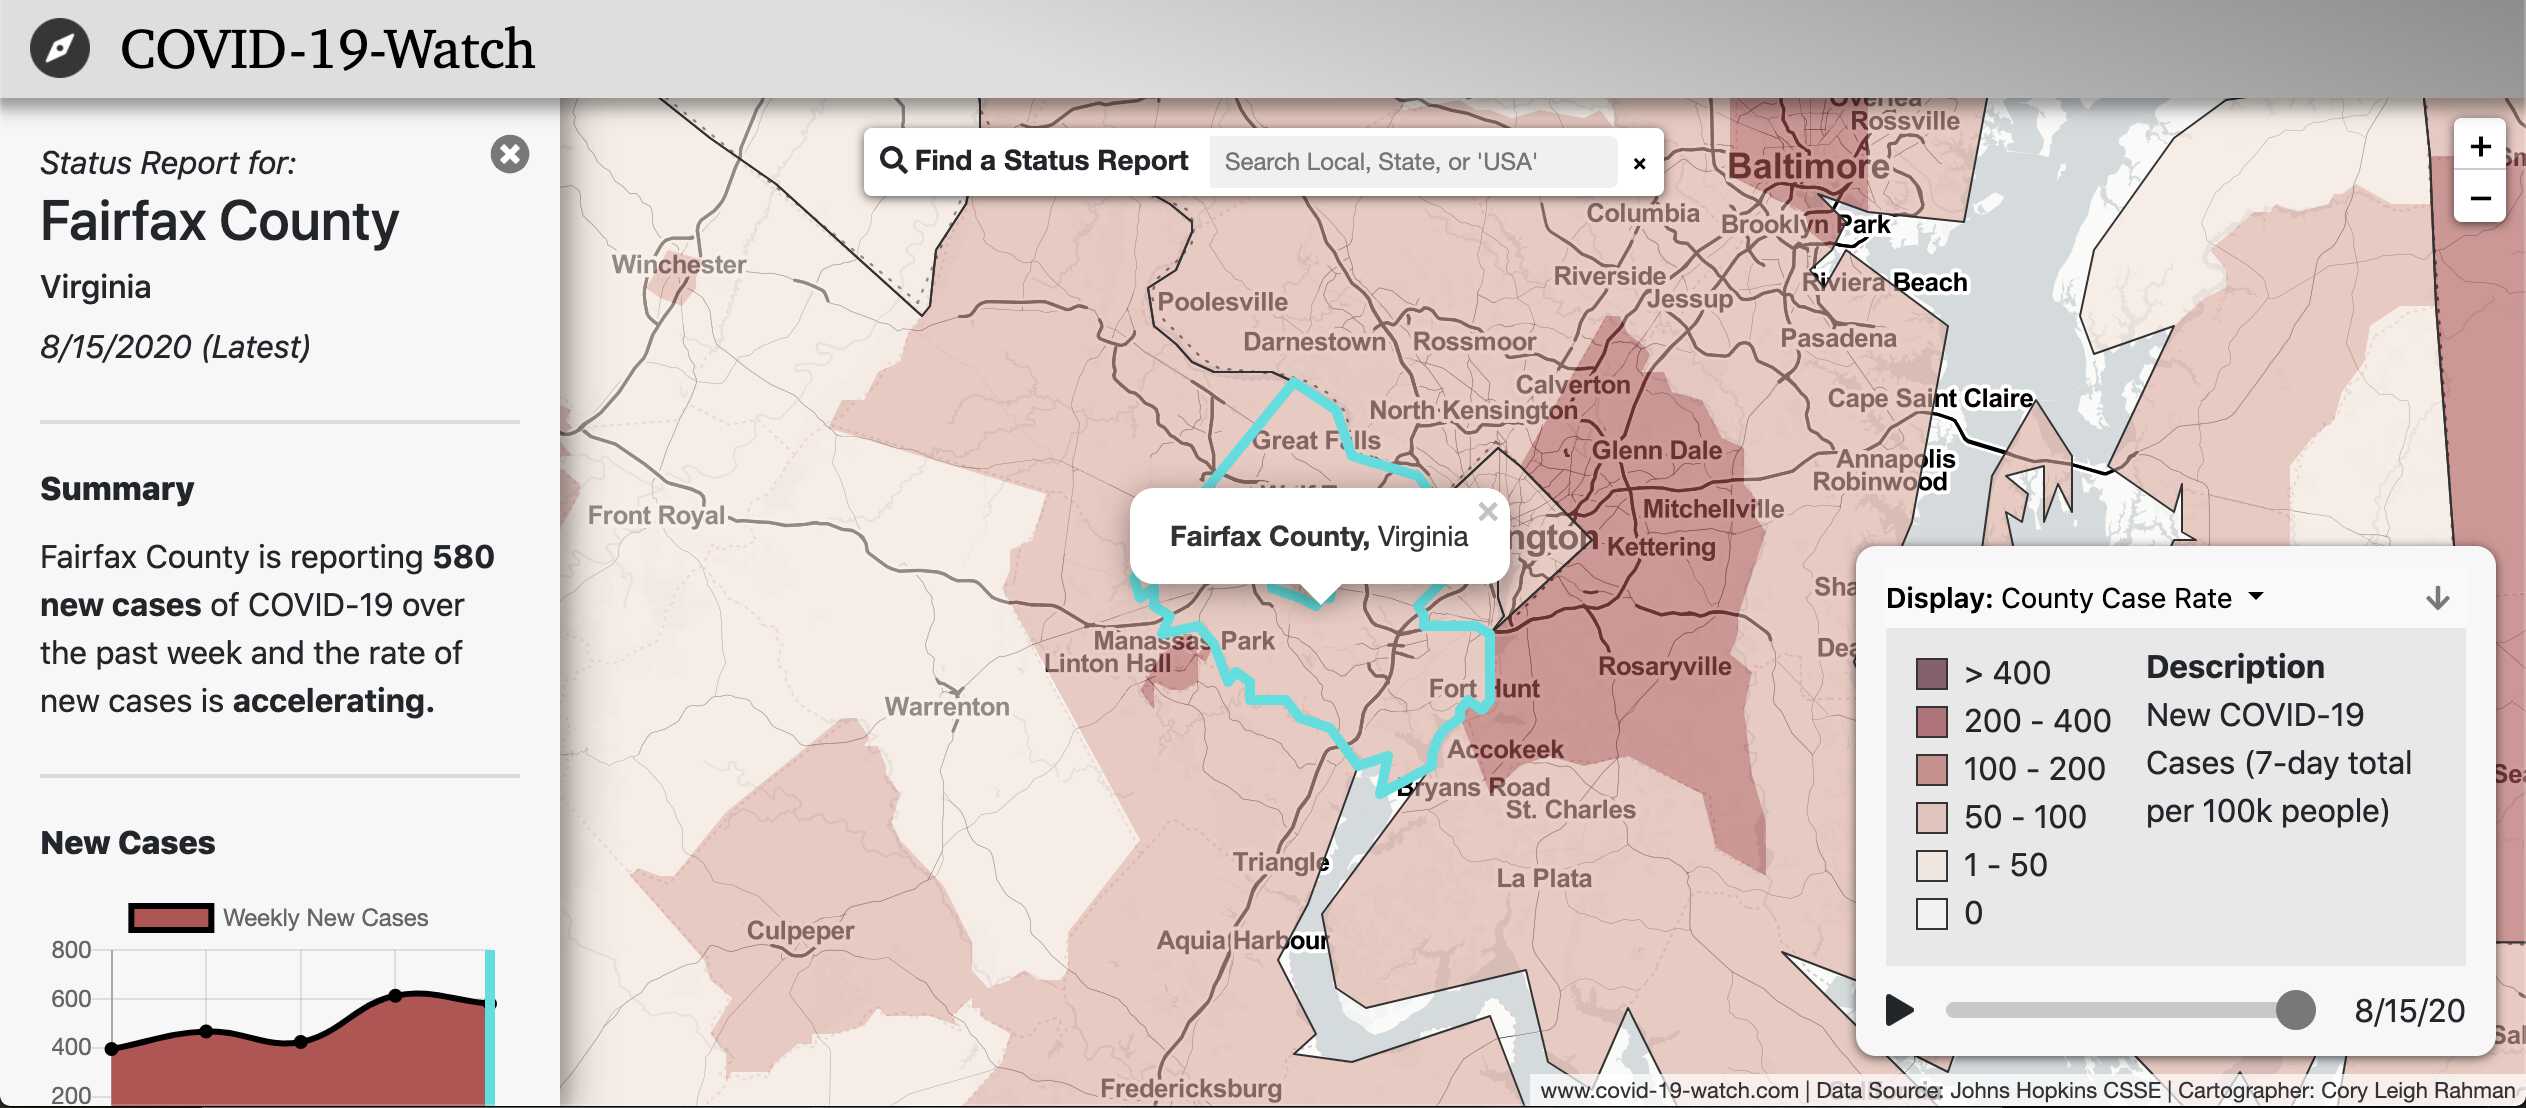 COVID-19-Watch
Status Report for:
Fairfax County
Virginia
8/15/2020 (Latest)
Summary
Fairfax County is reporting 580
new cases of COVID-19 over
the past week and the rate of
new cases is accelerating.
New Cases
Weekly New Cases
800
600
400
200
Find a Status Report
Search Local, State, or 'USA'
×
+
−
Rossville
Baltimore
Columbia
Brooklyn Park
Winchester
Riverside
Riviera Beach
Poolesville
Jessup
Darnestown
Rossmoor
Pasadena
Calverton
Cape Saint Claire
North Kensington
Great Falls
Glenn Dale
Annapolis
Robinwood
Front Royal
Mitchellville
Fairfax County, Virginia
×
ngton
Kettering
Manassas Park
Linton Hall
Rosaryville
Fort Hunt
Warrenton
Accokeek
Bryans Road
St. Charles
Triangle
La Plata
Culpeper
Aquia Harbour
Fredericksburg
Sha
Dea
Sea
Sal
Display: County Case Rate
> 400
200 - 400
100 - 200
50 - 100
1 - 50
0
Description
New COVID-19
Cases (7-day total
per 100k people)
8/15/20
www.covid-19-watch.com | Data Source: Johns Hopkins CSSE | Cartographer: Cory Leigh Rahman